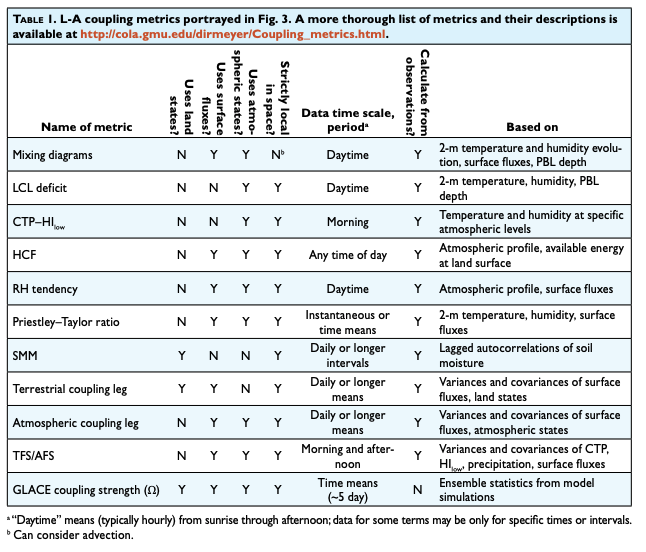 TABLE 1. L-A coupling metrics portrayed in Fig. 3. A more thorough list of metrics and their descriptions is
available at http://cola.gmu.edu/dirmeyer/Coupling_metrics.html.
Name of metric
Uses land
states?
Uses surface
fluxes?
Uses atmo-
spheric states?
Strictly local
in space?
Data time scale,
periodᵃ
Calculate from
observations?
Based on
Mixing diagrams N Y Y Nᵇ Daytime Y 2-m temperature and humidity evolu-
tion, surface fluxes, PBL depth
LCL deficit N N Y Y Daytime Y 2-m temperature, humidity, PBL
depth
CTP–HI_low N N Y Y Morning Y Temperature and humidity at specific
atmospheric levels
HCF N Y Y Y Any time of day Y Atmospheric profile, available energy
at land surface
RH tendency N Y Y Y Daytime Y Atmospheric profile, surface fluxes
Priestley–Taylor ratio N Y Y Y Instantaneous or
time means Y 2-m temperature, humidity, surface
fluxes
SMM Y N N Y Daily or longer
intervals Y Lagged autocorrelations of soil
moisture
Terrestrial coupling leg Y Y N Y Daily or longer
means Y Variances and covariances of surface
fluxes, land states
Atmospheric coupling leg N Y Y Y Daily or longer
means Y Variances and covariances of surface
fluxes, atmospheric states
TFS/AFS N Y Y Y Morning and after-
noon Y Variances and covariances of CTP,
HI_low, precipitation, surface fluxes
GLACE coupling strength (Ω) Y Y Y Y Time means
(~5 day) N Ensemble statistics from model
simulations
ᵃ "Daytime" means (typically hourly) from sunrise through afternoon; data for some terms may be only for specific times or intervals.
ᵇ Can consider advection.